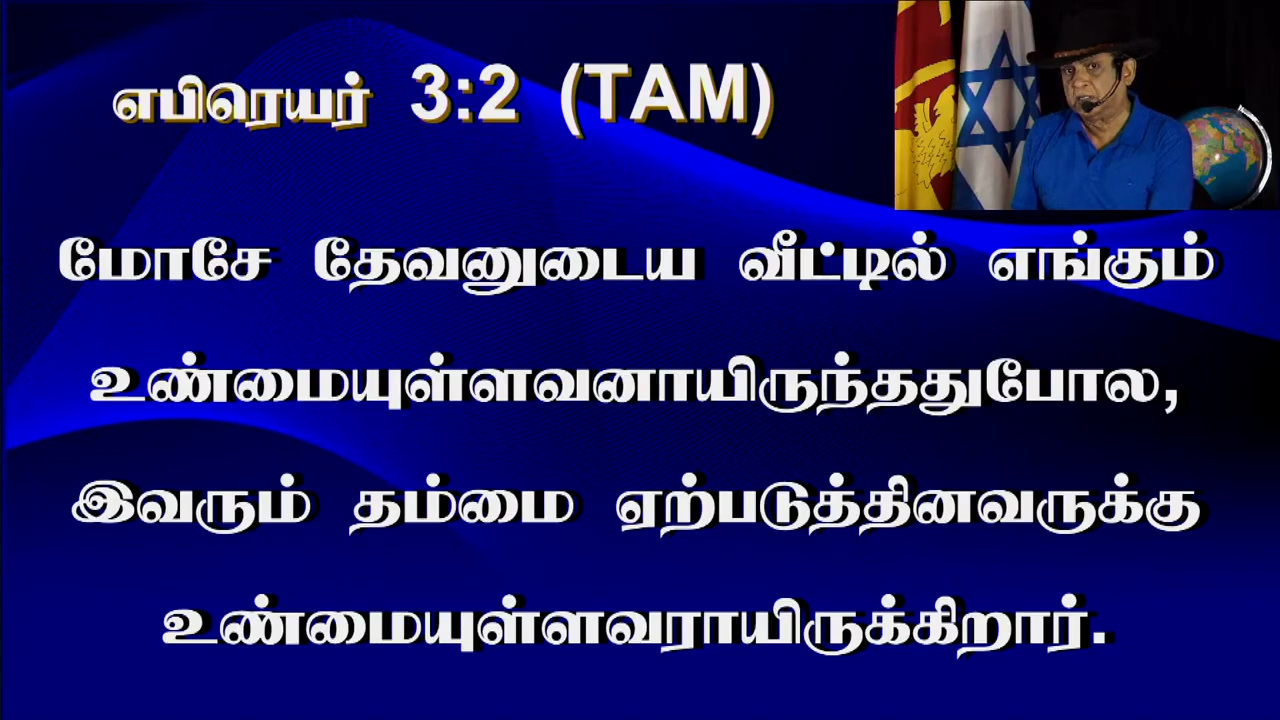 எபிரெயர் 3:2 (TAM)
மோசே தேவனுடைய வீட்டில் எங்கும்
உண்மையுள்ளவனாயிருந்ததுபோல,
இவரும் தம்மை ஏற்படுத்தினவருக்கு
உண்மையுள்ளவராயிருக்கிறார்.